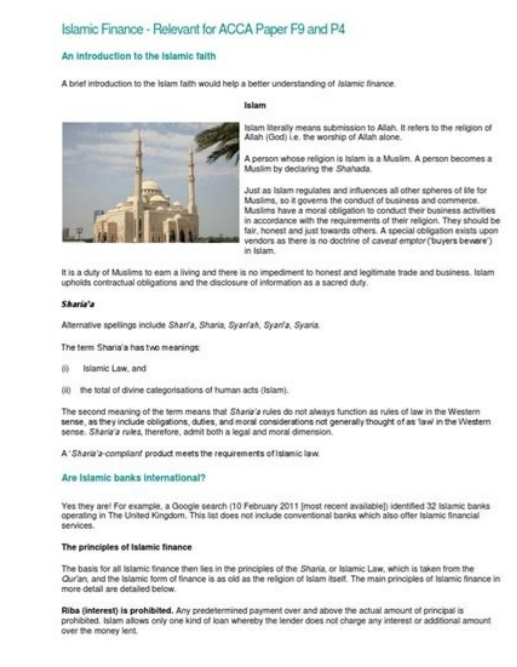 Islamic Finance - Relevant for ACCA Paper F9 and P4
An introduction to the Islamic faith
A brief introduction to the Islam faith would help a better understanding of Islamic finance.
Islam
Islam literally means submission to Allah. It refers to the religion of
Allah (God) i.e. the worship of Allah alone.
A person whose religion is Islam is a Muslim. A person becomes a
Muslim by declaring the Shahada.
Just as Islam regulates and influences all other spheres of life for
Muslims, so it governs the conduct of business and commerce.
Muslims have a moral obligation to conduct their business activities
in accordance with the requirements of their religion. They should be
fair, honest and just towards others. A special obligation exists upon
vendors as there is no doctrine of caveat emptor ('buyers beware')
in Islam.
It is a duty of Muslims to earn a living and there is no impediment to honest and legitimate trade and business. Islam
upholds contractual obligations and the disclosure of information as a sacred duty.
Sharia'a
Alternative spellings include Shari'a, Sharia, Syari'ah, Syari'a, Syaria.
The term Sharia'a has two meanings:
(i) Islamic Law, and
(ii) the total of divine categorisations of human acts (Islam).
The second meaning of the term means that Sharia'a rules do not always function as rules of law in the Western
sense, as they include obligations, duties, and moral considerations not generally thought of as 'law' in the Western
sense. Sharia'a rules, therefore, admit both a legal and moral dimension.
A 'Sharia'a-compliant' product meets the requirements of Islamic law.
Are Islamic banks international?
Yes they are! For example, a Google search (10 February 2011 [most recent available]) identified 32 Islamic banks
operating in The United Kingdom. This list does not include conventional banks which also offer Islamic financial
services.
The principles of Islamic finance
The basis for all Islamic finance then lies in the principles of the Sharia, or Islamic Law, which is taken from the
Qur'an, and the Islamic form of finance is as old as the religion of Islam itself. The main principles of Islamic finance in
more detail are detailed below.
Riba (interest) is prohibited. Any predetermined payment over and above the actual amount of principal is
prohibited. Islam allows only one kind of loan whereby the lender does not charge any interest or additional amount
over the money lent.